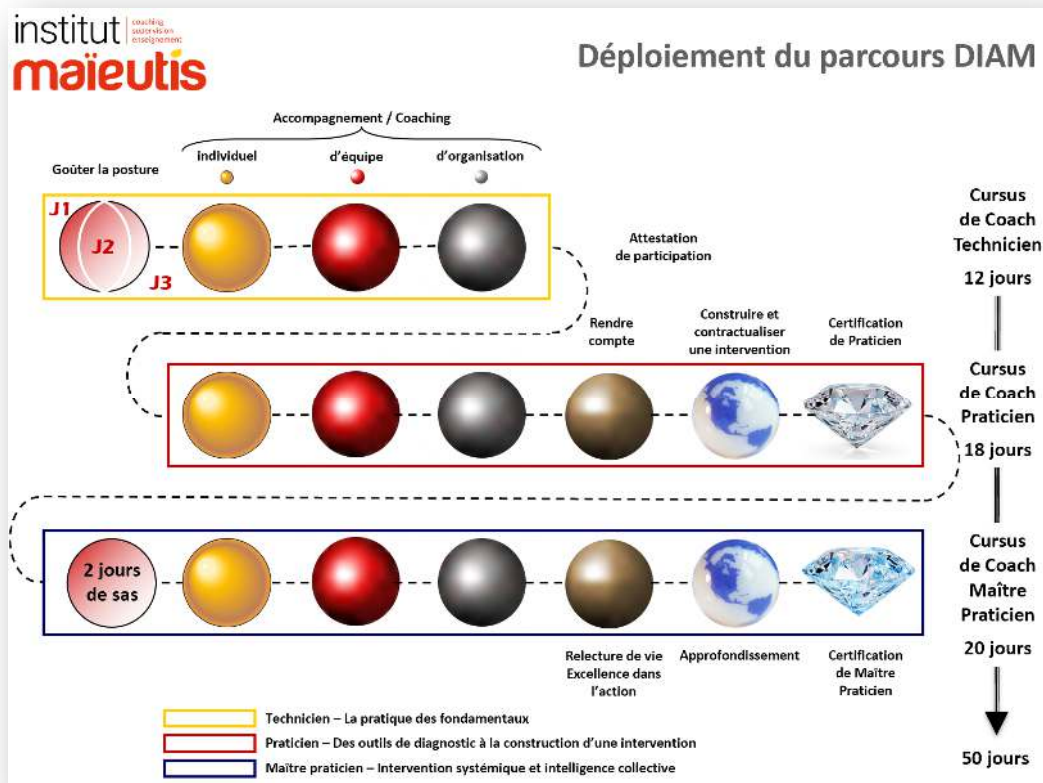 institut
coaching
supervision
enseignement
maïeutis
Déploiement du parcours DIAM
Accompagnement / Coaching
Goûter la posture
individuel
d'équipe
d'organisation
J1
J2
J3
Attestation
de participation
Cursus
de Coach
Technicien
12 jours
Rendre
compte
Construire et
contractualiser
une intervention
Certification
de Praticien
Cursus
de Coach
Praticien
18 jours
2 jours
de sas
Cursus
de Coach
Maître
Praticien
20 jours
Relecture de vie
Excellence dans
l'action
Approfondissement
Certification
de Maître
Praticien
50 jours
Technicien – La pratique des fondamentaux
Praticien – Des outils de diagnostic à la construction d'une intervention
Maître praticien – Intervention systémique et intelligence collective